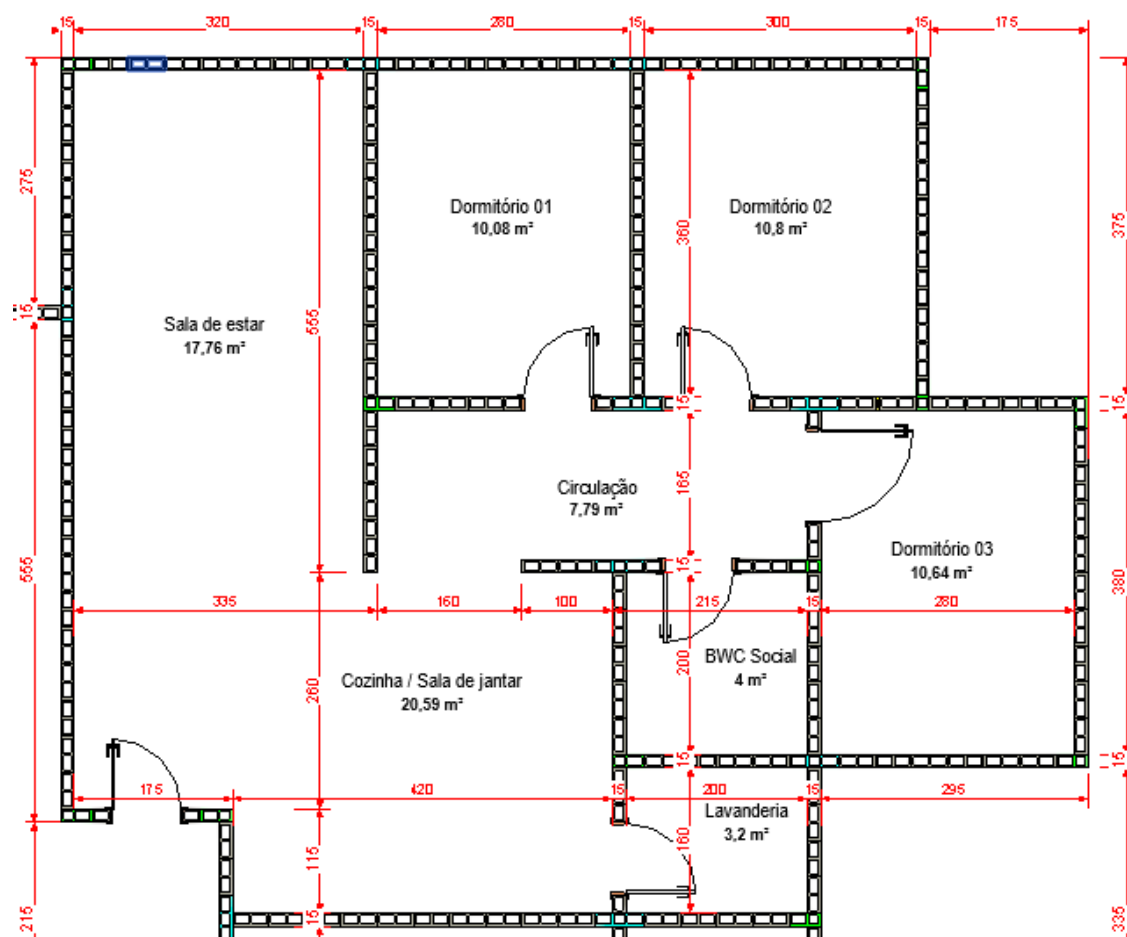 15 320 15 280 15 300 15 175
275
Dormitório 01
10,08 m²
Dormitório 02
10,8 m²
360
375
15
Sala de estar
17,76 m²
555
15
15
Circulação
7,79 m²
165
Dormitório 03
10,64 m²
555
15
380
335 160 100 215 15 280
BWC Social
4 m²
200
Cozinha / Sala de jantar
20,59 m²
260
15
15
175 420 15 200 15 295
Lavanderia
3,2 m²
160
115
215
15
335